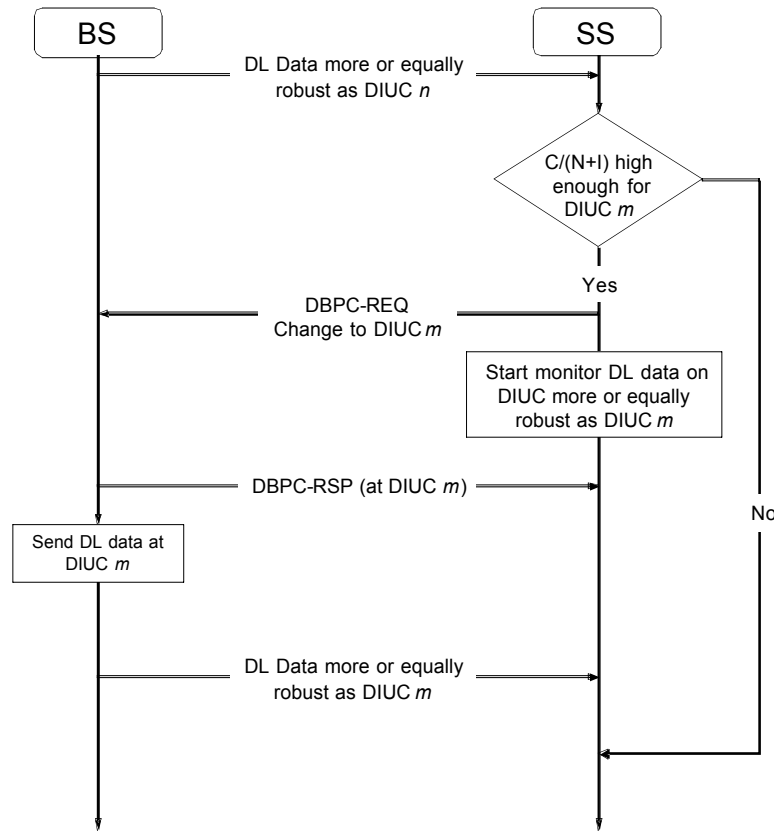 BS
SS
DL Data more or equally
robust as DIUC n
C/(N+I) high
enough for
DIUC m
Yes
DBPC-REQ
Change to DIUC m
Start monitor DL data on
DIUC more or equally
robust as DIUC m
DBPC-RSP (at DIUC m)
No
Send DL data at
DIUC m
DL Data more or equally
robust as DIUC m